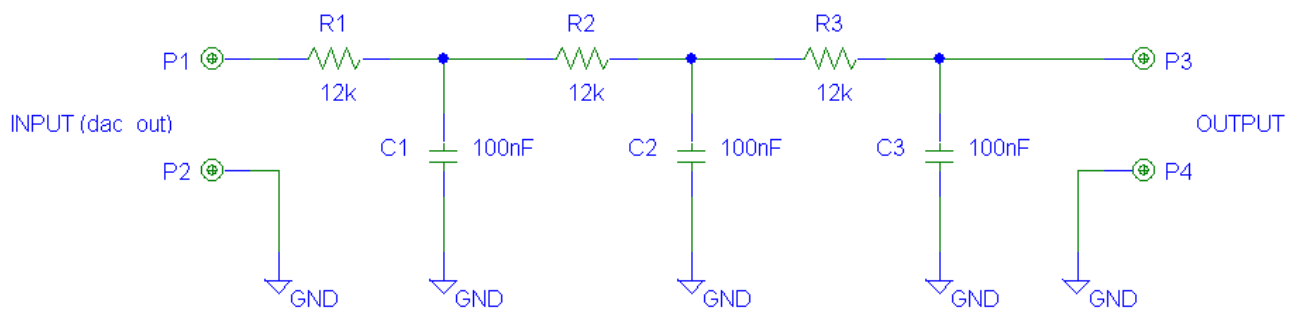 R1
R2
R3
P1
P3
12k
12k
12k
INPUT (dac out)
OUTPUT
C1
100nF
C2
100nF
C3
100nF
P2
P4
GND
GND
GND
GND
GND